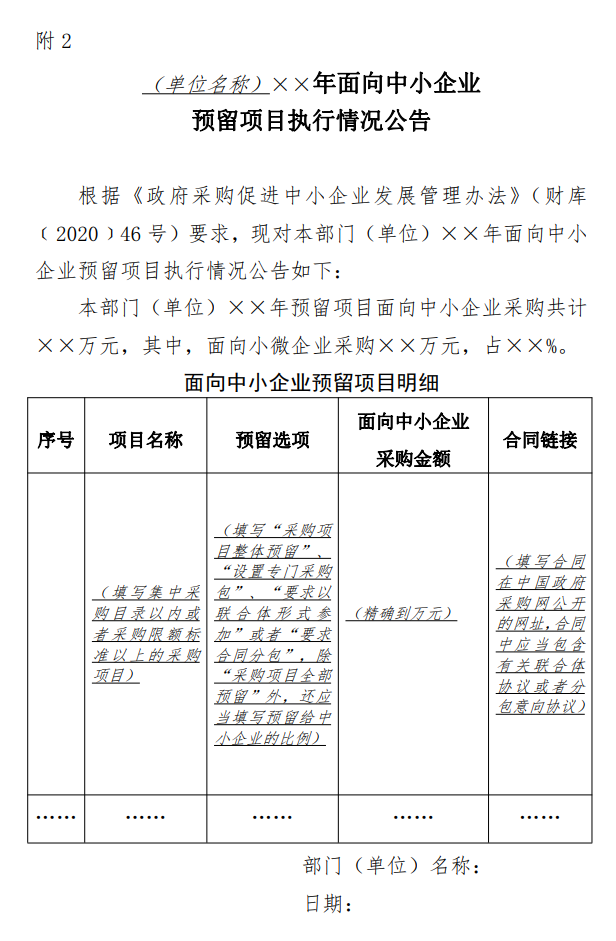 附 2
（单位名称）××年面向中小企业
预留项目执行情况公告
根据《政府采购促进中小企业发展管理办法》（财库
﹝2020﹞46 号）要求，现对本部门（单位）××年面向中小
企业预留项目执行情况公告如下：
本部门（单位）××年预留项目面向中小企业采购共计
××万元，其中，面向小微企业采购××万元，占××%。
面向中小企业预留项目明细
序号
项目名称
预留选项
面向中小企业
采购金额
合同链接
（填写集中采
购目录以内或
者采购限额标
准以上的采购
项目）
（填写“采购项
目整体预留”、
“设置专门采购
包”、“要求以
联合体形式参
加”或者“要求
合同分包”，除
“采购项目全部
预留”外，还应
当填写预留给中
小企业的比例）
（精确到万元）
（填写合同
在中国政府
采购网公开
的网址，合同
中应当包含
有关联合体
协议或者分
包意向协议）
……
……
……
……
……
部门（单位）名称：
日期：